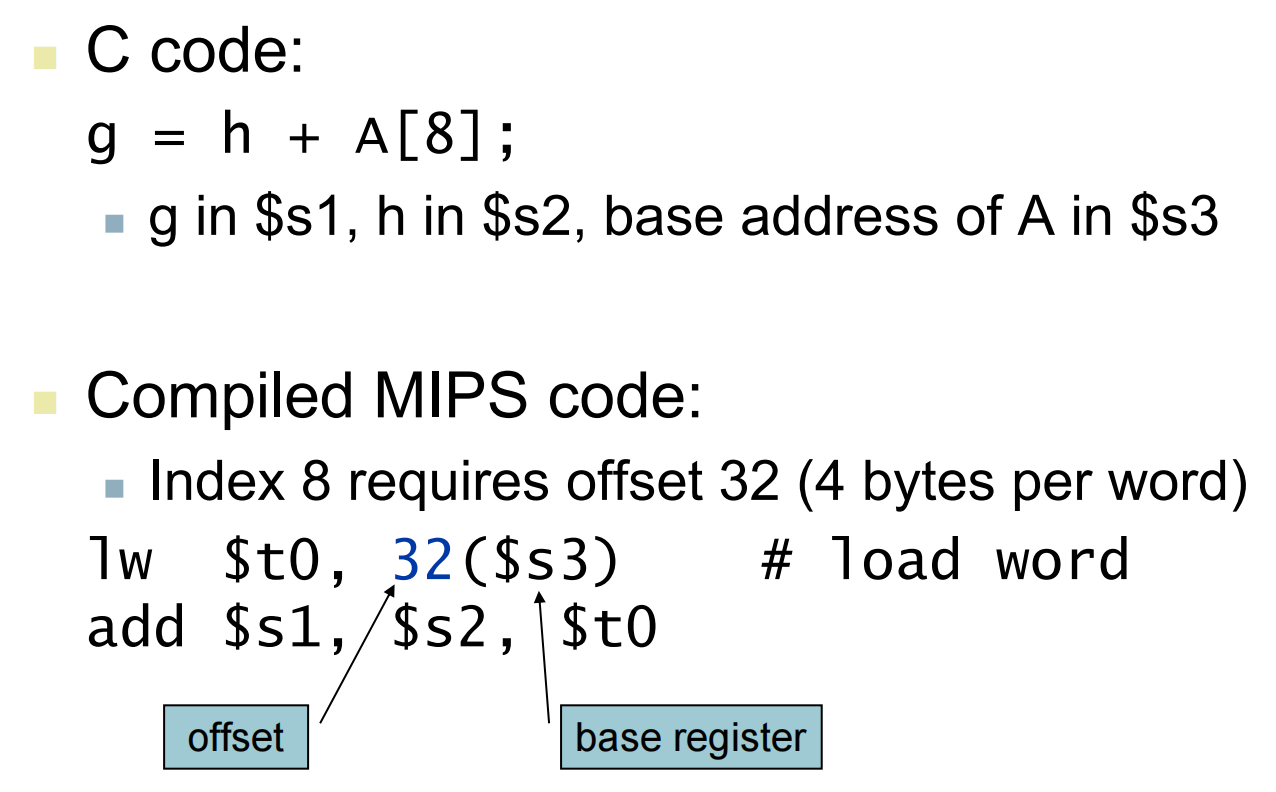 C code:
g = h + A[8];
g in $s1, h in $s2, base address of A in $s3
Compiled MIPS code:
Index 8 requires offset 32 (4 bytes per word)
lw $t0, 32($s3) # load word
add $s1, $s2, $t0
offset
base register